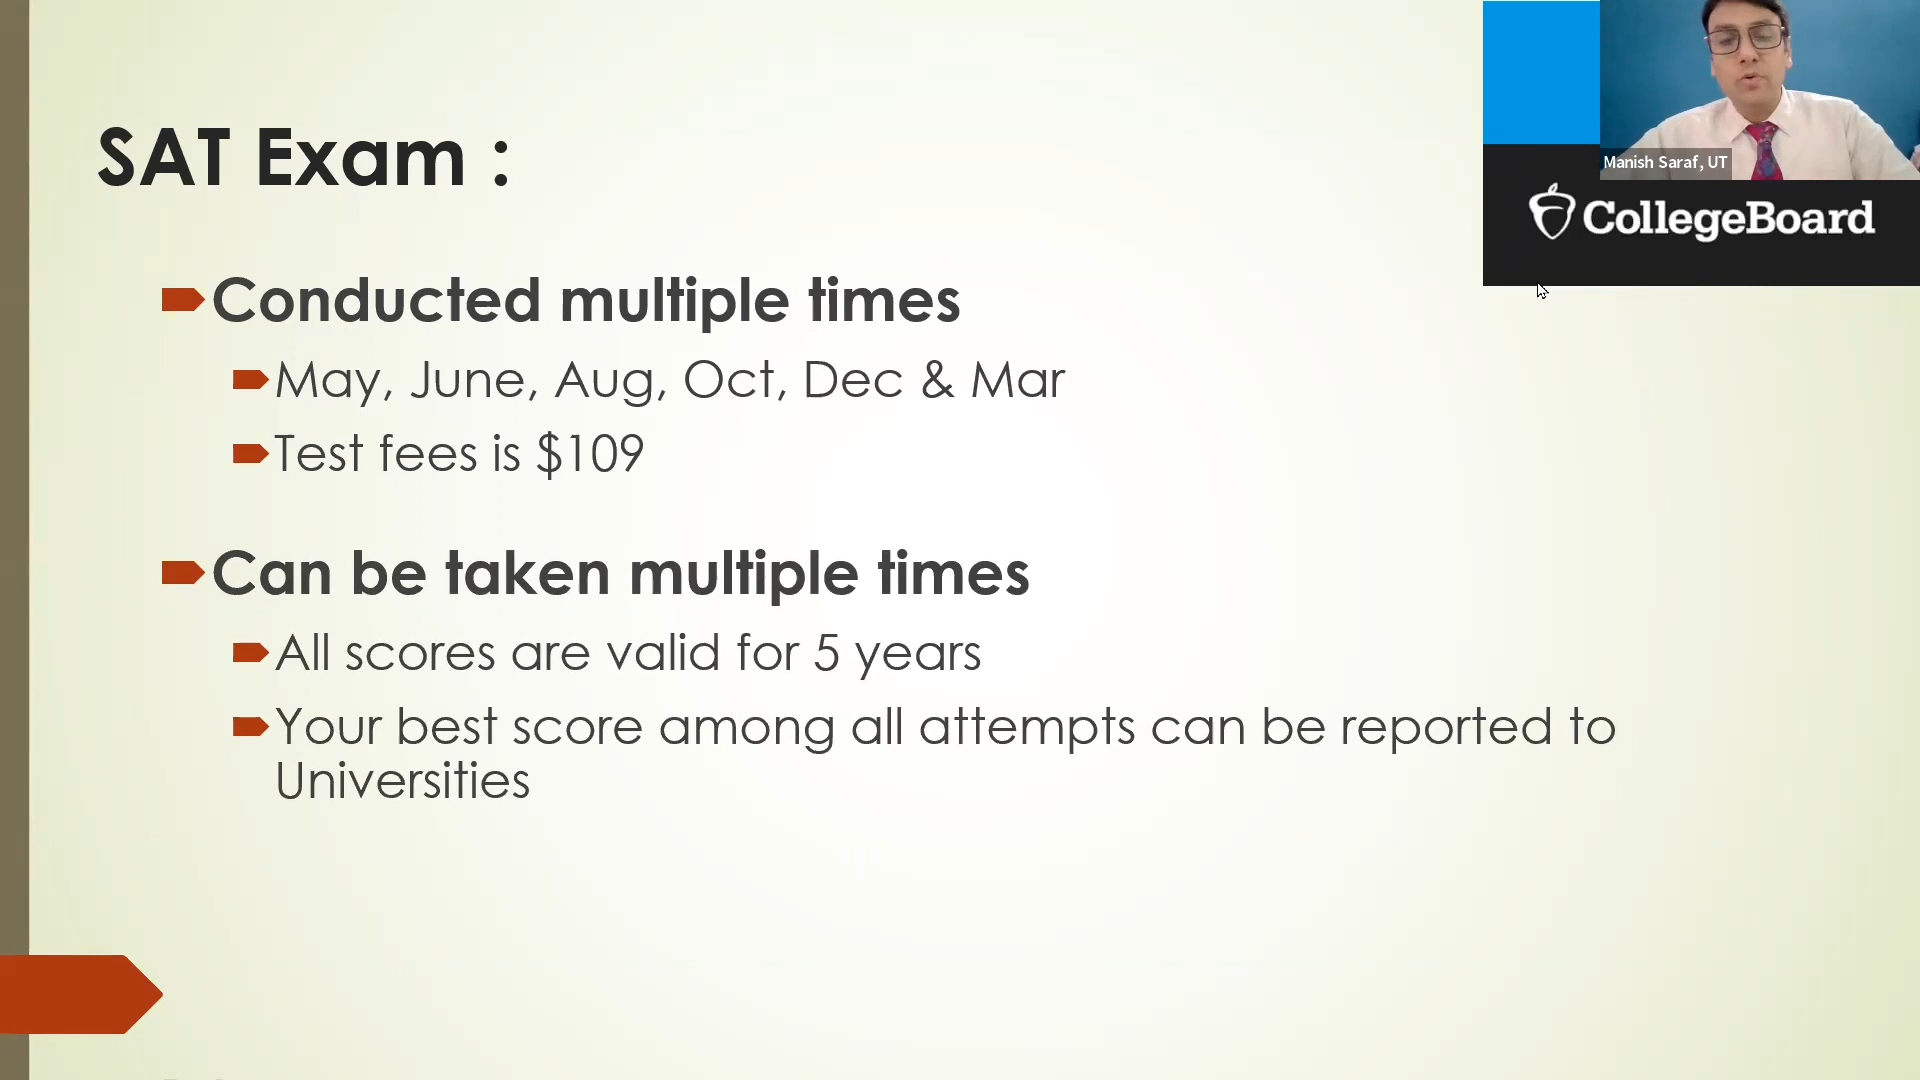 SAT Exam :
Conducted multiple times
May, June, Aug, Oct, Dec & Mar
Test fees is $109
Can be taken multiple times
All scores are valid for 5 years
Your best score among all attempts can be reported to
Universities
Manish Saraf, UT
CollegeBoard